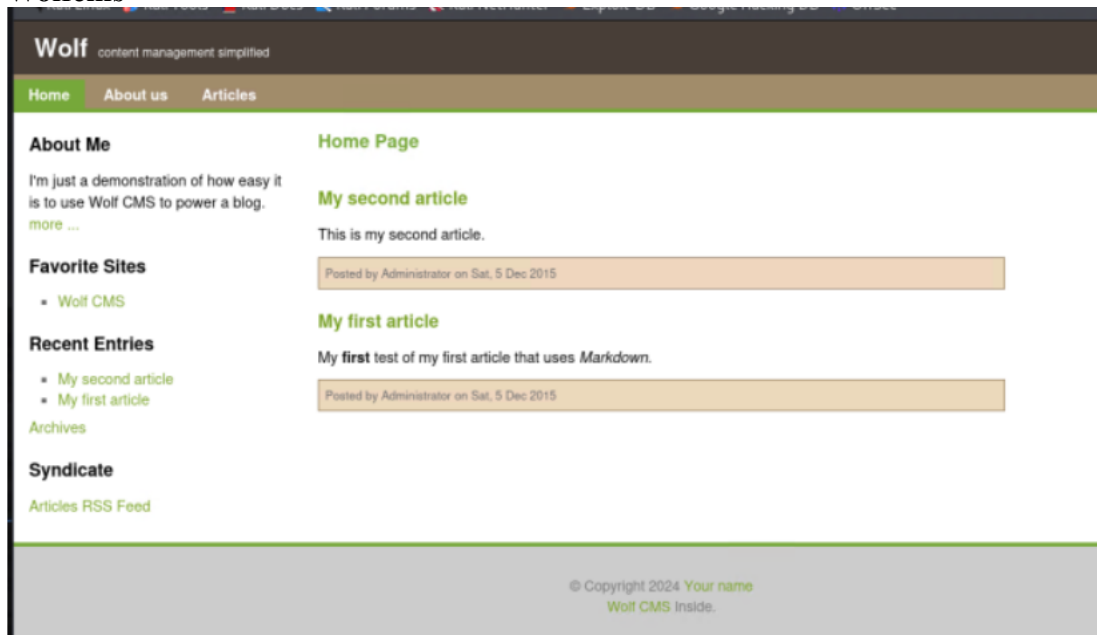 Wolf content management simplified
Home About us Articles
About Me
I'm just a demonstration of how easy it
is to use Wolf CMS to power a blog.
more ...
Favorite Sites
Wolf CMS
Recent Entries
My second article
My first article
Archives
Syndicate
Articles RSS Feed
Home Page
My second article
This is my second article.
Posted by Administrator on Sat, 5 Dec 2015
My first article
My first test of my first article that uses Markdown.
Posted by Administrator on Sat, 5 Dec 2015
© Copyright 2024 Your name
Wolf CMS Inside.